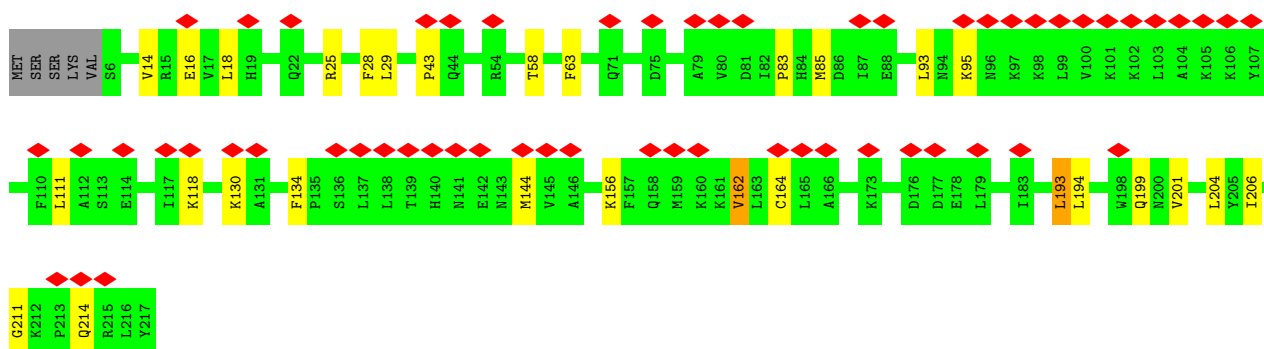 MET SER SER LYS VAL S6 V14 R15 E16 V17 L18 H19 Q22 R25 F28 L29 P43 Q44 R54 T58 F63 Q71 D75 A79 V80 D81 I82 P83 H84 M85 D86 I87 E88 L93 N94 K95 N96 K97 K98 L99 V100 K101 K102 L103 A104 K105 K106 Y107
F110 L111 A112 S113 E114 I117 K118 K130 A131 F134 P135 S136 L137 L138 T139 H140 N141 E142 N143 M144 V145 A146 K156 F157 Q158 M159 K160 K161 V162 L163 C164 L165 A166 K173 D176 D177 E178 L179 I183 L193 L194 W198 Q199 N200 V201 L204 Y205 I206
G211 K212 P213 Q214 R215 L216 Y217